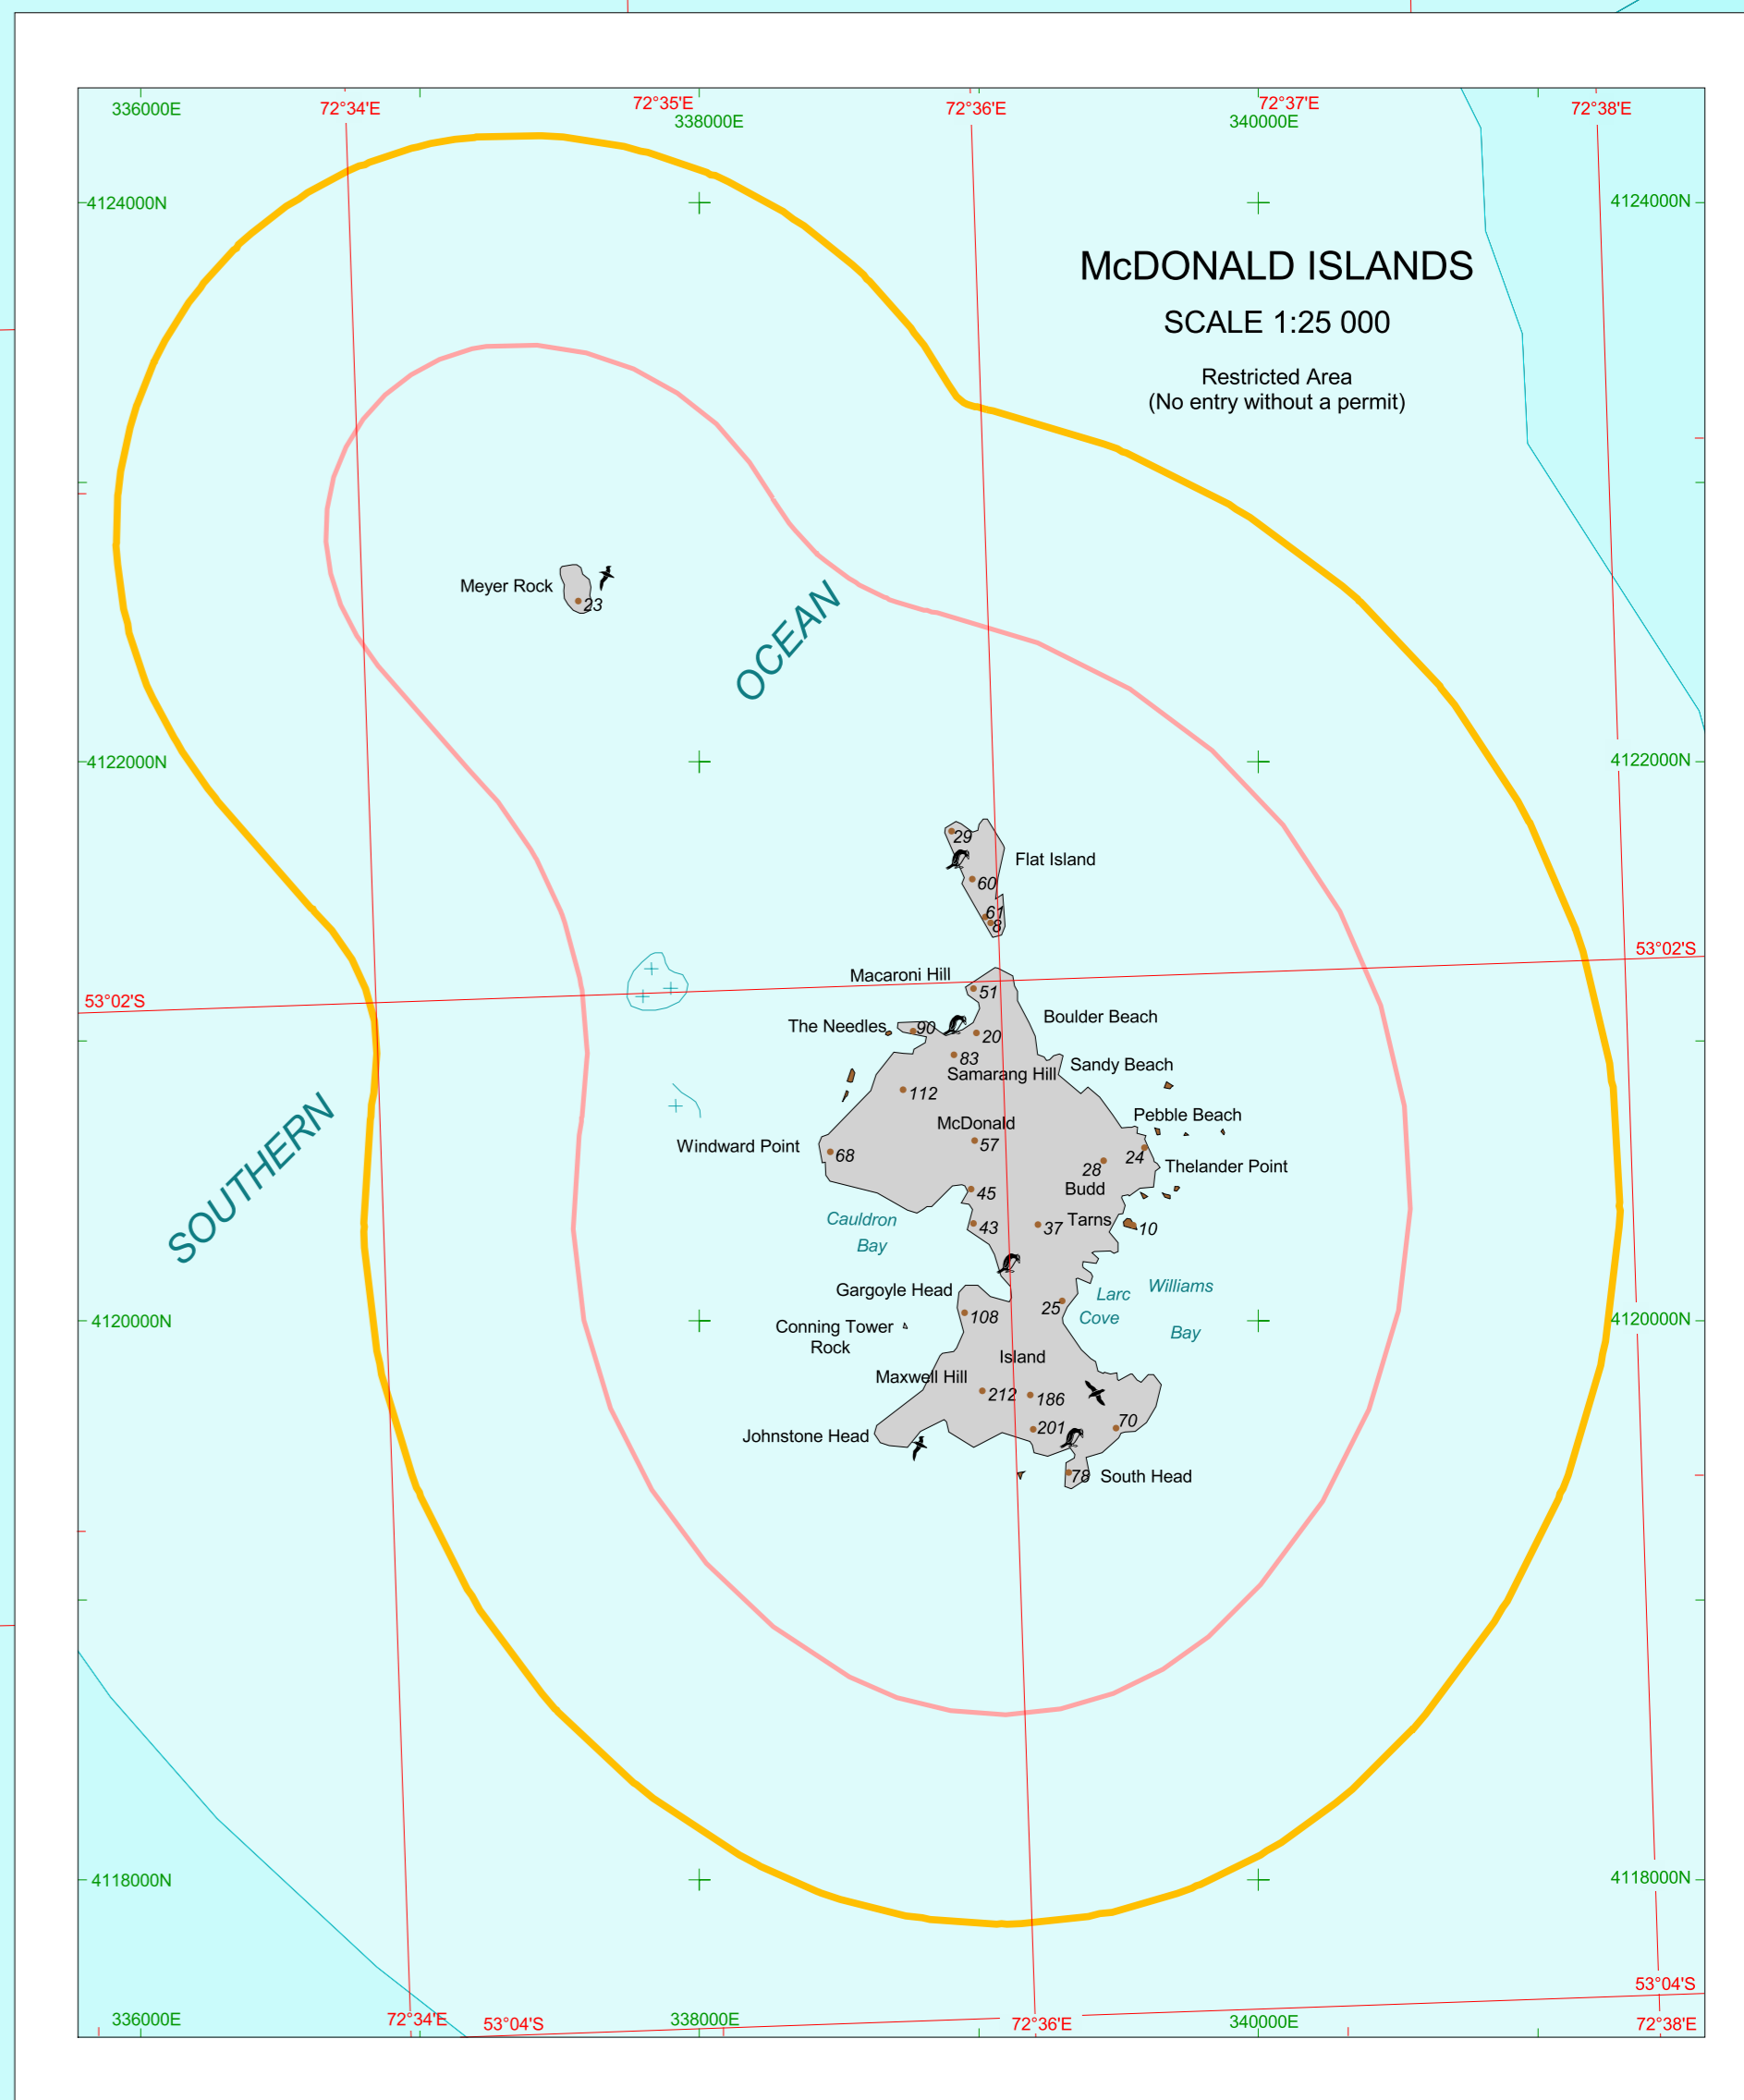 336000E
72°34'E
72°35'E
338000E
72°36'E
72°37'E
340000E
72°38'E
4124000N
4124000N
McDONALD ISLANDS
SCALE 1:25 000
Restricted Area
(No entry without a permit)
Meyer Rock
23
OCEAN
4122000N
4122000N
29
Flat Island
60
61
8
53°02'S
Macaroni Hill
51
53°02'S
The Needles
90
20
Boulder Beach
83
Samarang Hill
Sandy Beach
112
McDonald
Pebble Beach
SOUTHERN
Windward Point
68
57
24
28
Thelander Point
Budd
45
Cauldron
Bay
43
37
Tarns
10
Gargoyle Head
108
25
Larc
Cove
Williams
Bay
4120000N
4120000N
Conning Tower
Rock
Island
Maxwell Hill
212
186
Johnstone Head
201
70
78
South Head
4118000N
4118000N
53°04'S
336000E
72°34'E
53°04'S
338000E
72°36'E
340000E
72°38'E